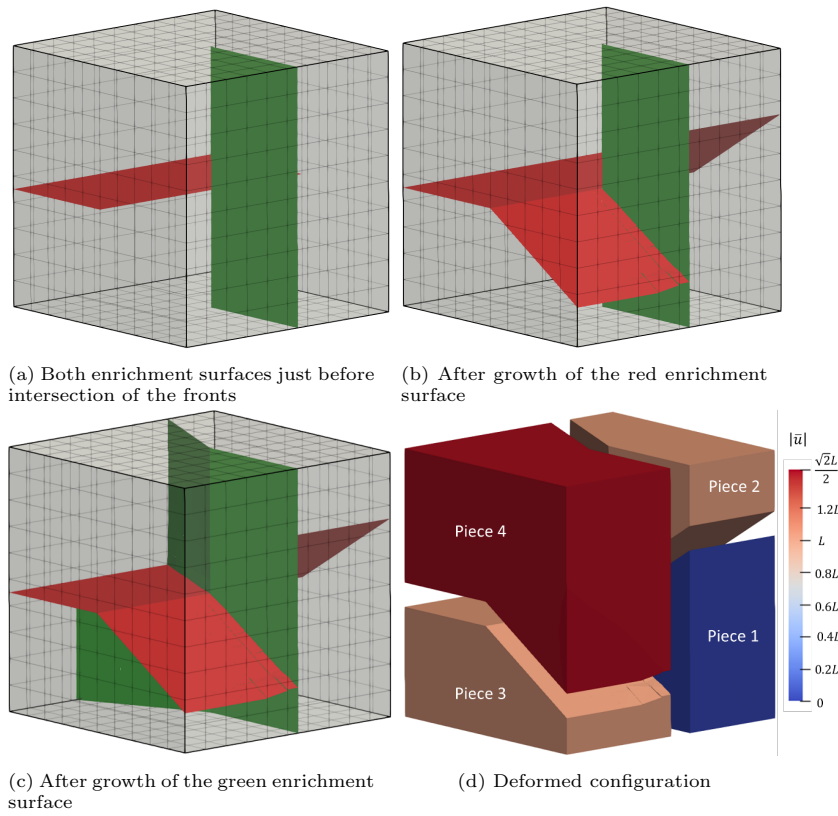 (a) Both enrichment surfaces just before
intersection of the fronts
(b) After growth of the red enrichment
surface
Piece 4
Piece 2
Piece 3
Piece 1
|ū|
√2L
2
1.2L
L
0.8L
0.6L
0.4L
0.2L
0
(c) After growth of the green enrichment
surface
(d) Deformed configuration